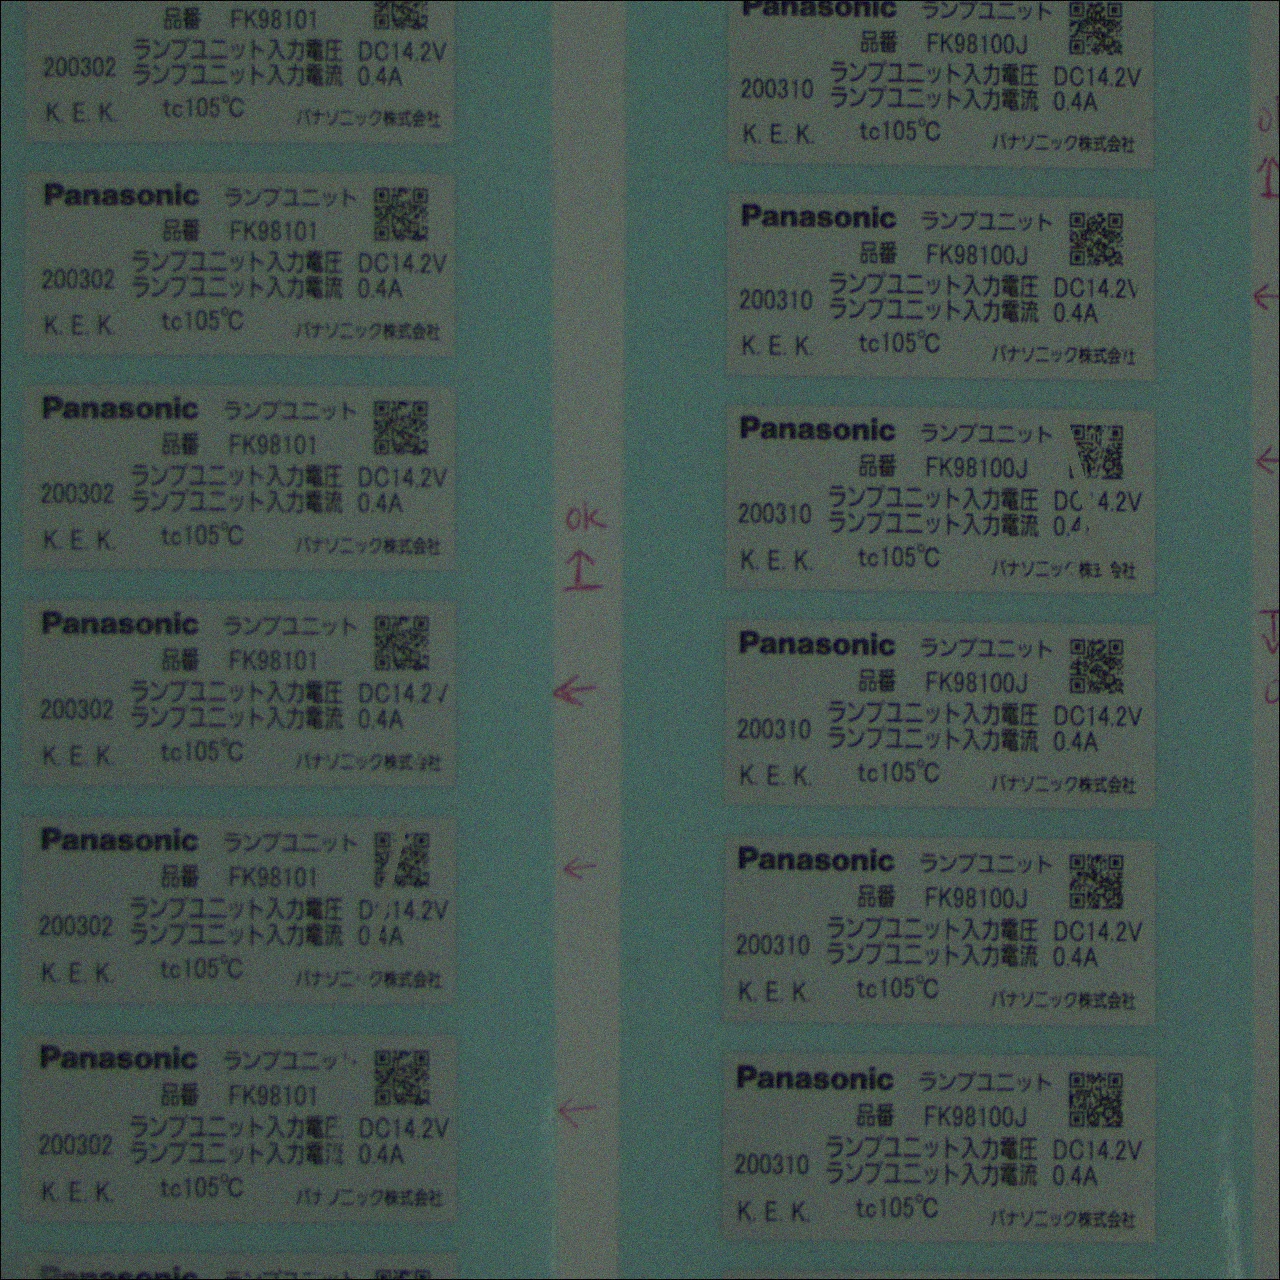 品番 FK98101
ランプユニット入力電圧 DC14.2V
200302 ランプユニット入力電流 0.4A
K. E. K. tc105℃ パナソニック株式会社
Panasonic ランプユニット
品番 FK98101
ランプユニット入力電圧 DC14.2V
200302 ランプユニット入力電流 0.4A
K. E. K. tc105℃ パナソニック株式会社
Panasonic ランプユニット
品番 FK98101
ランプユニット入力電圧 DC14.2V
200302 ランプユニット入力電流 0.4A
K. E. K. tc105℃ パナソニック株式会社
Panasonic ランプユニット
品番 FK98101
ランプユニット入力電圧 DC14.2
200302 ランプユニット入力電流 0.4A
K. E. K. tc105℃ パナソニック株式 社
Panasonic ランプユニット
品番 FK98101
ランプユニット入力電圧 D 14.2V
200302 ランプユニット入力電流 0 4A
K. E. K. tc105℃ パナソニ ク株式会社
Panasonic ランプユニッ
品番 FK98101
ランプユニット入力電圧 DC14.2V
200302 ランプユニット入力電流 0.4A
K. E. K. tc105℃ パナソニック株式会社
OK
↑
←
←
←
Panasonic ランプユニット
品番 FK98100J
ランプユニット入力電圧 DC14.2V
200310 ランプユニット入力電流 0.4A
K. E. K. tc105℃ パナソニック株式会社
Panasonic ランプユニット
品番 FK98100J
ランプユニット入力電圧 DC14.2V
200310 ランプユニット入力電流 0.4A
K. E. K. tc105℃ パナソニック株式会社
Panasonic ランプユニット
品番 FK98100J
ランプユニット入力電圧 DC 4.2V
200310 ランプユニット入力電流 0.4
K. E. K. tc105℃ パナソニッ 株 会社
Panasonic ランプユニット
品番 FK98100J
ランプユニット入力電圧 DC14.2V
200310 ランプユニット入力電流 0.4A
K. E. K. tc105℃ パナソニック株式会社
Panasonic ランプユニット
品番 FK98100J
ランプユニット入力電圧 DC14.2V
200310 ランプユニット入力電流 0.4A
K. E. K. tc105℃ パナソニック株式会社
Panasonic ランプユニット
品番 FK98100J
ランプユニット入力電圧 DC14.2V
200310 ランプユニット入力電流 0.4A
K. E. K. tc105℃ パナソニック株式会社